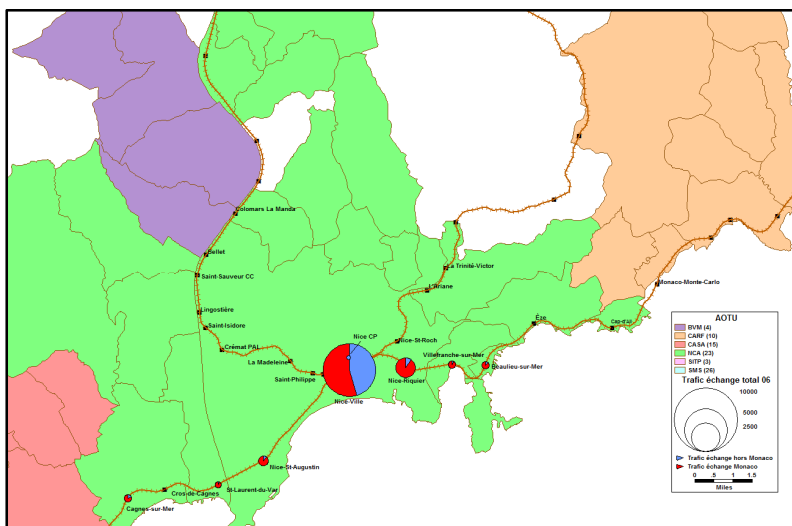 Colomars La Manda
Bellet
Saint-Sauveur CC
La Trinité-Victor
Monaco-Monte-Carlo
L'Ariane
Lingostière
Saint-Isidore
Èze
Cap-d'ail
Nice CP
Nice-St-Roch
Crémat PAL
Villefranche-sur-Mer
La Madeleine
Beaulieu-sur-Mer
Saint-Philippe
Nice-Riquier
Nice-Ville
Nice-St-Augustin
St-Laurent-du-Var
Cros-de-Cagnes
Cagnes-sur-Mer
AOTU
BVM (4)
CARF (10)
CASA (15)
NCA (23)
SITP (3)
SMS (26)
Trafic échange total 06
10000
5000
2500
Trafic échange hors Monaco
Trafic échange Monaco
0 .5 1 1.5
Miles